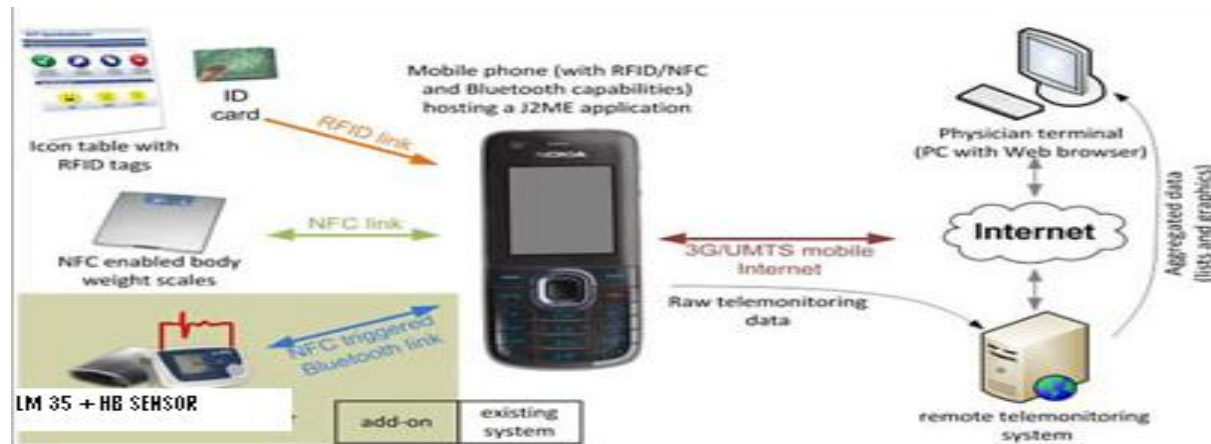 ID
card
Icon table with
RFID tags
Mobile phone (with RFID/NFC
and Bluetooth capabilities)
hosting a J2ME application
RFID link
NOKIA
NFC link
NFC enabled body
weight scales
NFC triggered
Bluetooth link
LM 35 + HB SENSOR
add-on
existing
system
3G/UMTS mobile
Internet
Raw telemonitoring
data
Physician terminal
(PC with Web browser)
Internet
Aggregated data
(lists and graphics)
remote telemonitoring
system